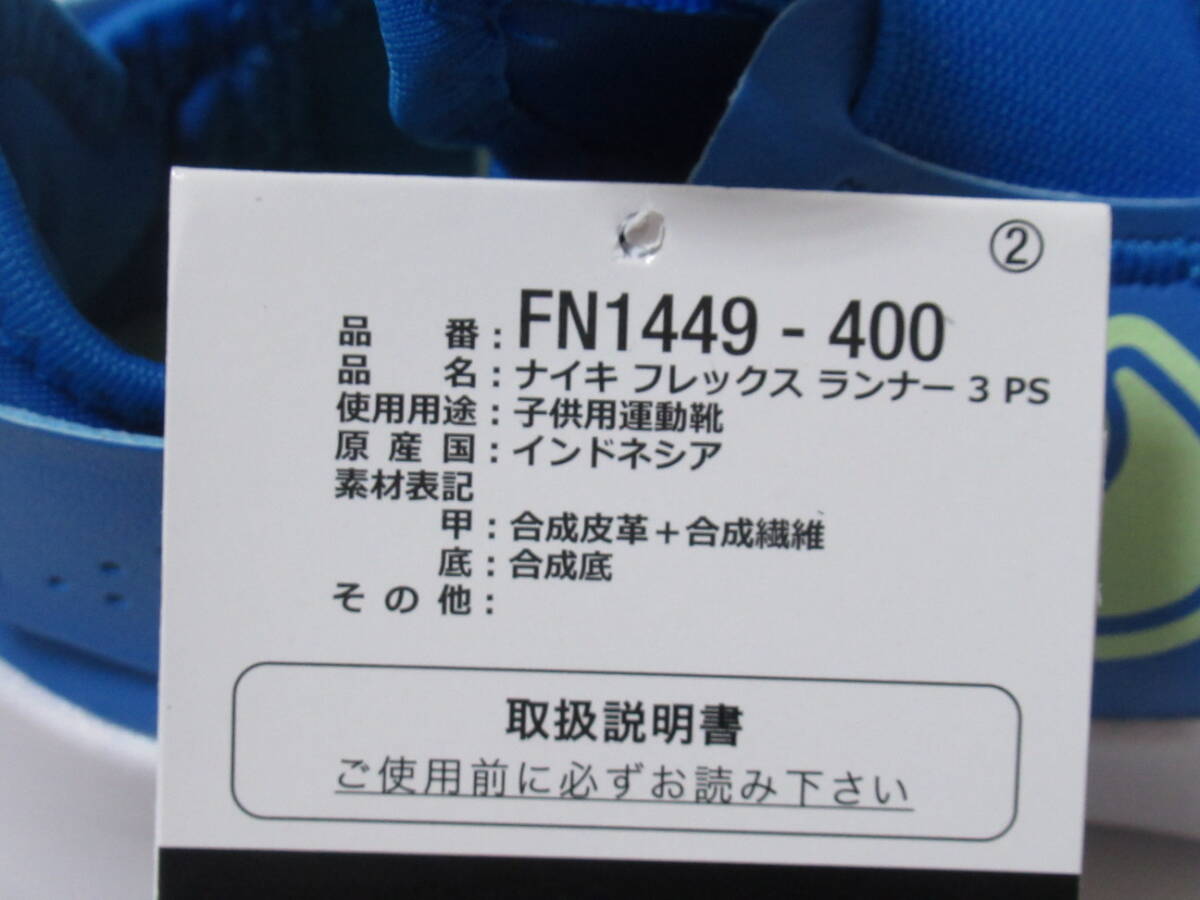 ②
品番：FN1449 - 400
品名：ナイキ フレックス ランナー 3 PS
使用用途：子供用運動靴
原産国：インドネシア
素材表記
甲：合成皮革＋合成繊維
底：合成底
その他：
取扱説明書
ご使用前に必ずお読み下さい